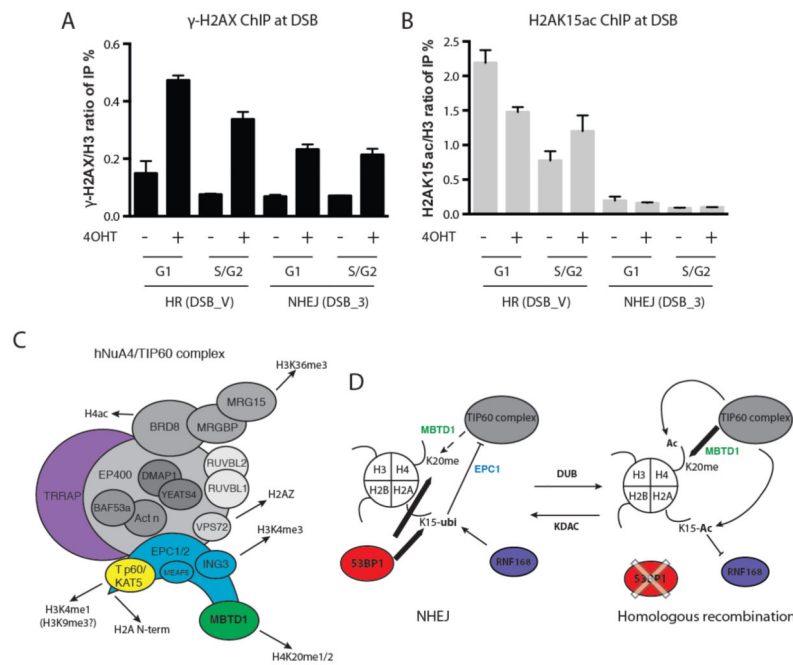 A
γ-H2AX ChIP at DSB
γ-H2AX/H3 ratio of IP %
0.6
0.4
0.2
0.0
4OHT - + - + - + - +
G1 S/G2 G1 S/G2
HR (DSB_V) NHEJ (DSB_3)
B
H2AK15ac ChIP at DSB
H2AK15ac/H3 ratio of IP %
2.5
2.0
1.5
1.0
0.5
0.0
4OHT - + - + - + - +
G1 S/G2 G1 S/G2
HR (DSB_V) NHEJ (DSB_3)
C
hNuA4/TIP60 complex
H3K36me3
MRG15
H4ac
BRD8
MRGBP
TRRAP
EP400
DMAP1
YEATS4
BAF53a
Act n
RUVBL2
RUVBL1
H2AZ
VPS72
H3K4me3
EPC1/2
ING3
MEAF6
Tp60/
KAT5
MBTD1
H3K4me1
(H3K9me3?)
H2A N-term
H4K20me1/2
D
TIP60 complex
MBTD1
K20me
H3 H4
H2B H2A
EPC1
K15-ubi
53BP1
RNF168
NHEJ
DUB
KDAC
TIP60 complex
Ac
MBTD1
K20me
H3 H4
H2B H2A
K15-Ac
53BP1
RNF168
Homologous recombination